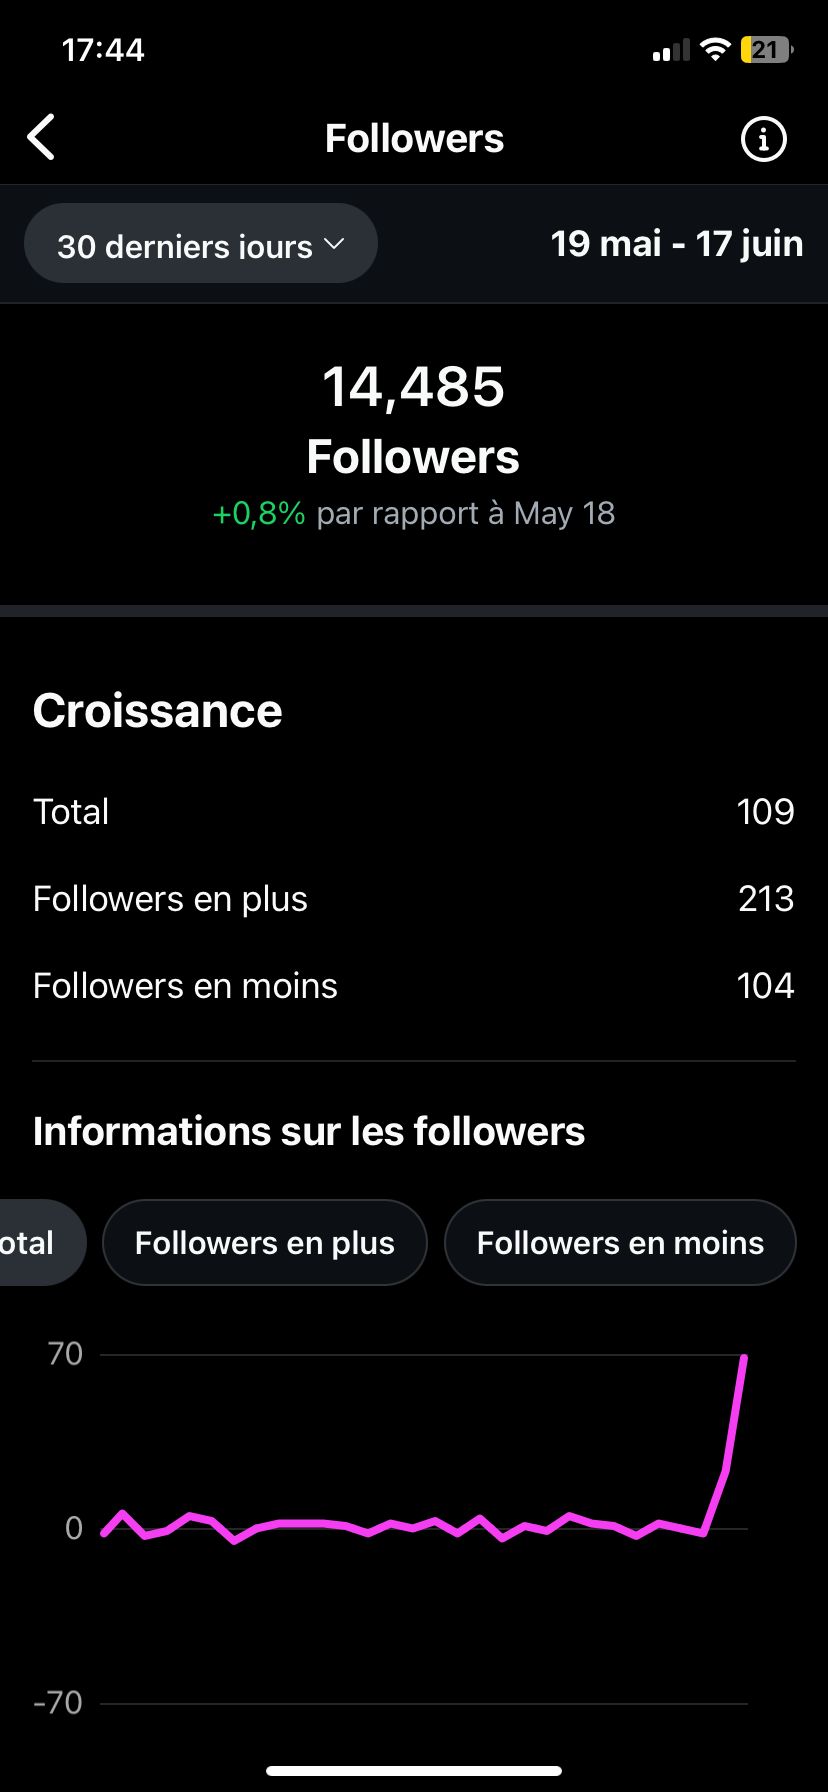 17:44
21
Followers
30 derniers jours
19 mai - 17 juin
14,485
Followers
+0,8% par rapport à May 18
Croissance
Total 109
Followers en plus 213
Followers en moins 104
Informations sur les followers
otal
Followers en plus
Followers en moins
70
0
-70